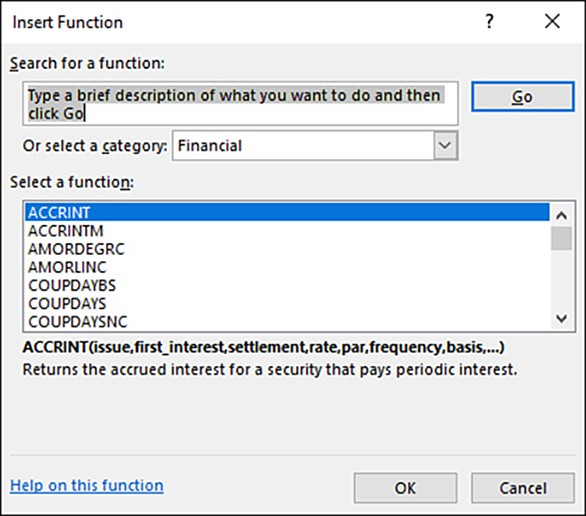 Insert Function
?
Search for a function:
Type a brief description of what you want to do and then
click Go
Go
Or select a category:
Financial
Select a function:
ACCRINT
ACCRINTM
AMORDEGRC
AMORLINC
COUPDAYBS
COUPDAYS
COUPDAYSNC
ACCRINT(issue,first_interest,settlement,rate,par,frequency,basis,...)
Returns the accrued interest for a security that pays periodic interest.
Help on this function
OK
Cancel